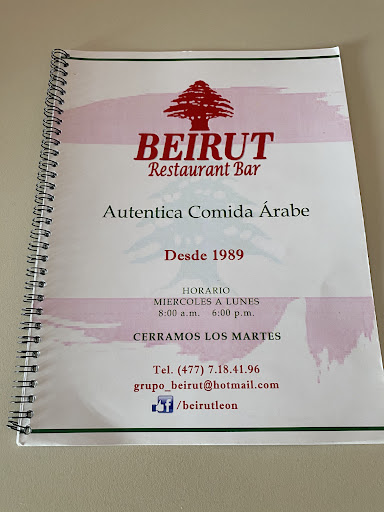 BEIRUT
Restaurant Bar
Autentica Comida Árabe
Desde 1989
HORARIO
MIERCOLES A LUNES
8:00 a.m. 6:00 p.m.
CERRAMOS LOS MARTES
Tel. (477) 7.18.41.96
grupo_beirut@hotmail.com
f /beirutleon